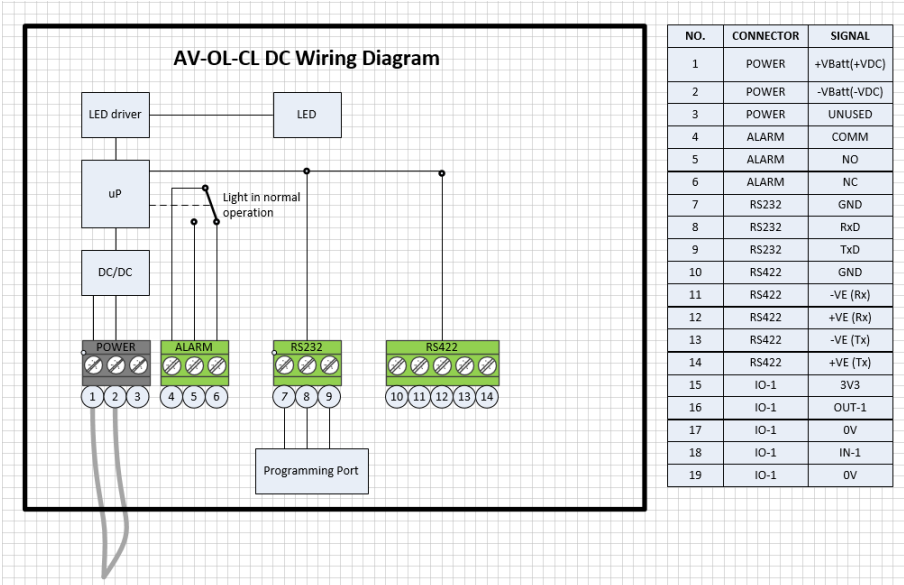 AV-OL-CL DC Wiring Diagram
LED driver
LED
uP
Light in normal
operation
DC/DC
POWER
ALARM
RS232
RS422
1 2 3 4 5 6 7 8 9 10 11 12 13 14
Programming Port
NO. CONNECTOR SIGNAL
1 POWER +VBatt(+VDC)
2 POWER -VBatt(-VDC)
3 POWER UNUSED
4 ALARM COMM
5 ALARM NO
6 ALARM NC
7 RS232 GND
8 RS232 RxD
9 RS232 TxD
10 RS422 GND
11 RS422 -VE (Rx)
12 RS422 +VE (Rx)
13 RS422 -VE (Tx)
14 RS422 +VE (Tx)
15 IO-1 3V3
16 IO-1 OUT-1
17 IO-1 0V
18 IO-1 IN-1
19 IO-1 0V